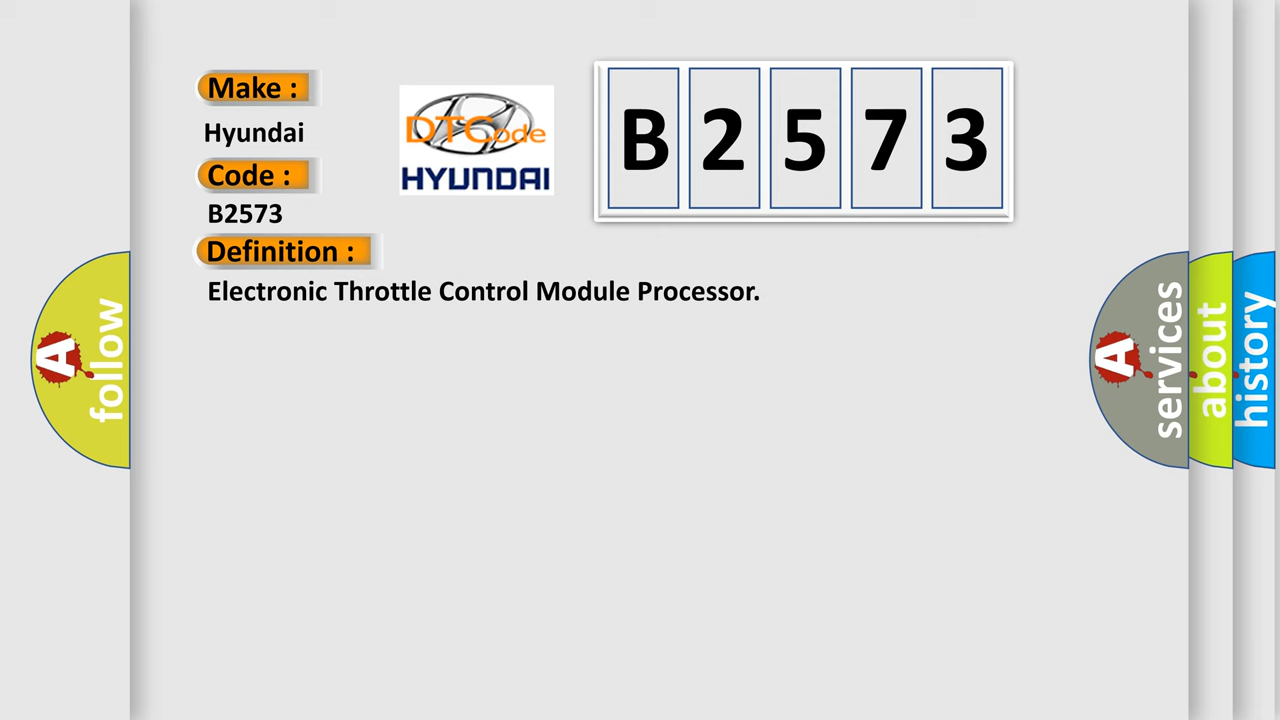 Make :
Hyundai
Code :
B2573
Definition :
Electronic Throttle Control Module Processor.
DTCode
HYUNDAI
B 2 5 7 3
A
follow
A
services
about
history